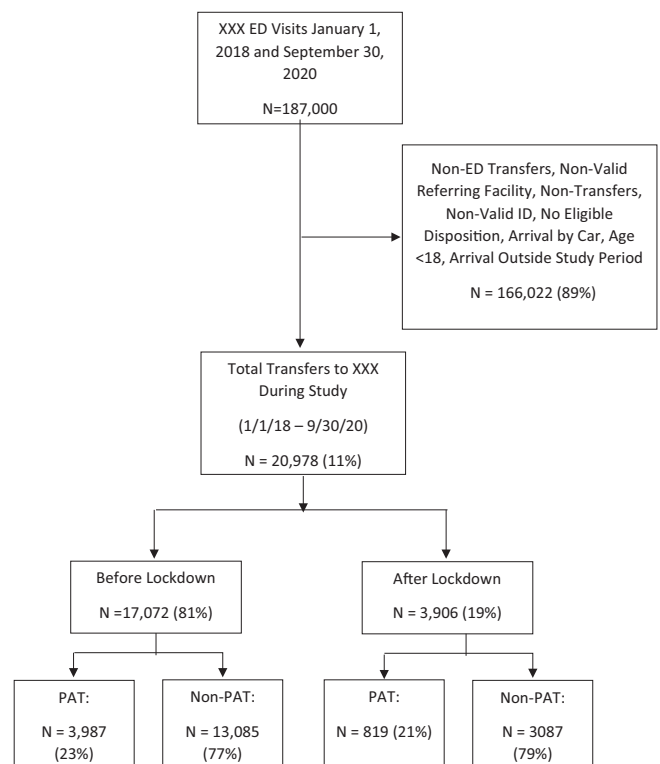 XXX ED Visits January 1,
2018 and September 30,
2020
N=187,000
Non-ED Transfers, Non-Valid
Referring Facility, Non-Transfers,
Non-Valid ID, No Eligible
Disposition, Arrival by Car, Age
<18, Arrival Outside Study Period
N = 166,022 (89%)
Total Transfers to XXX
During Study
(1/1/18 – 9/30/20)
N = 20,978 (11%)
Before Lockdown
N =17,072 (81%)
After Lockdown
N = 3,906 (19%)
PAT:
N = 3,987
(23%)
Non-PAT:
N = 13,085
(77%)
PAT:
N = 819 (21%)
Non-PAT:
N = 3087
(79%)